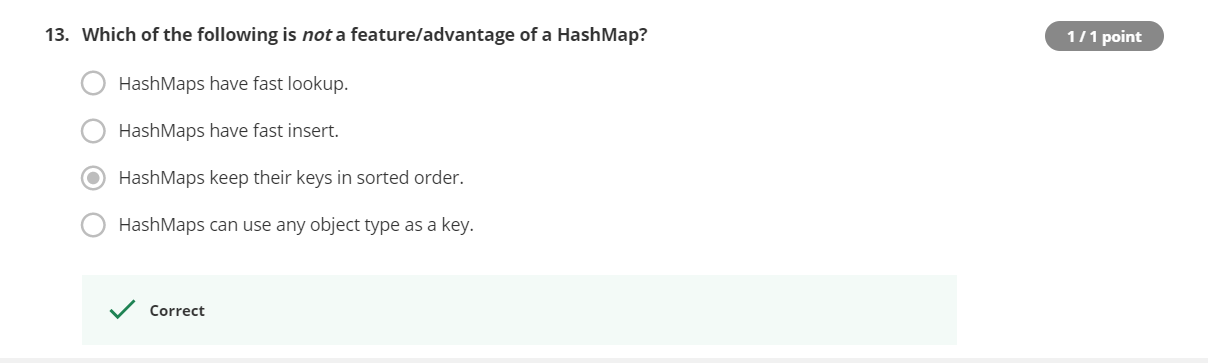 13. Which of the following is not a feature/advantage of a HashMap?
1 / 1 point
HashMaps have fast lookup.
HashMaps have fast insert.
HashMaps keep their keys in sorted order.
HashMaps can use any object type as a key.
Correct